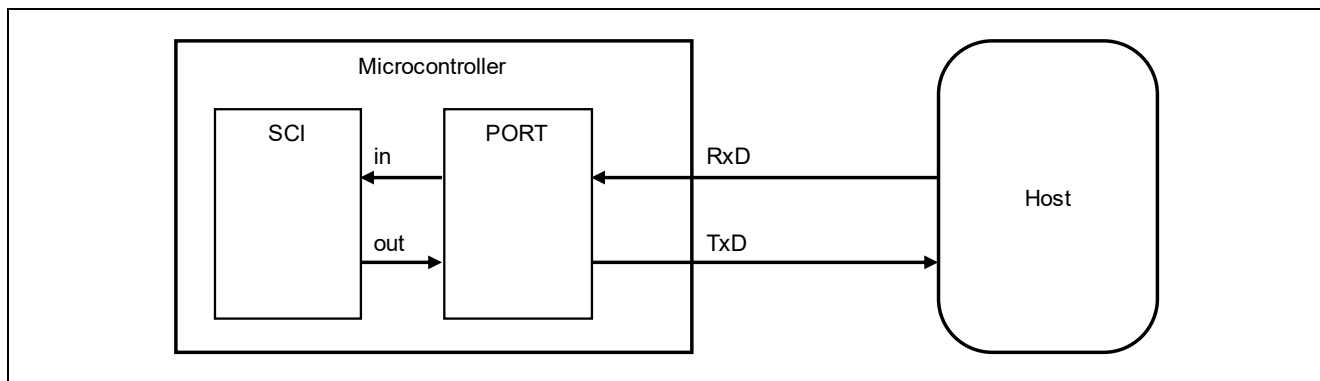 Microcontroller
SCI
PORT
in
RxD
Host
out
TxD